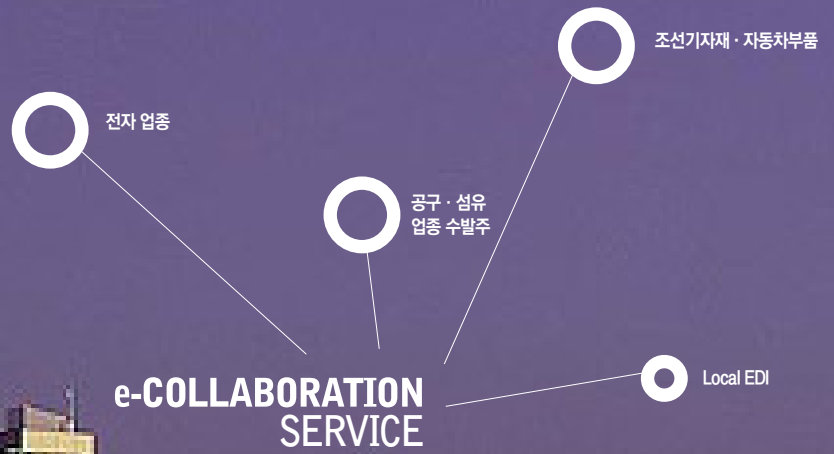 조선기자재 · 자동차부품
전자 업종
공구 · 섬유
업종 수발주
Local EDI
e-COLLABORATION
SERVICE